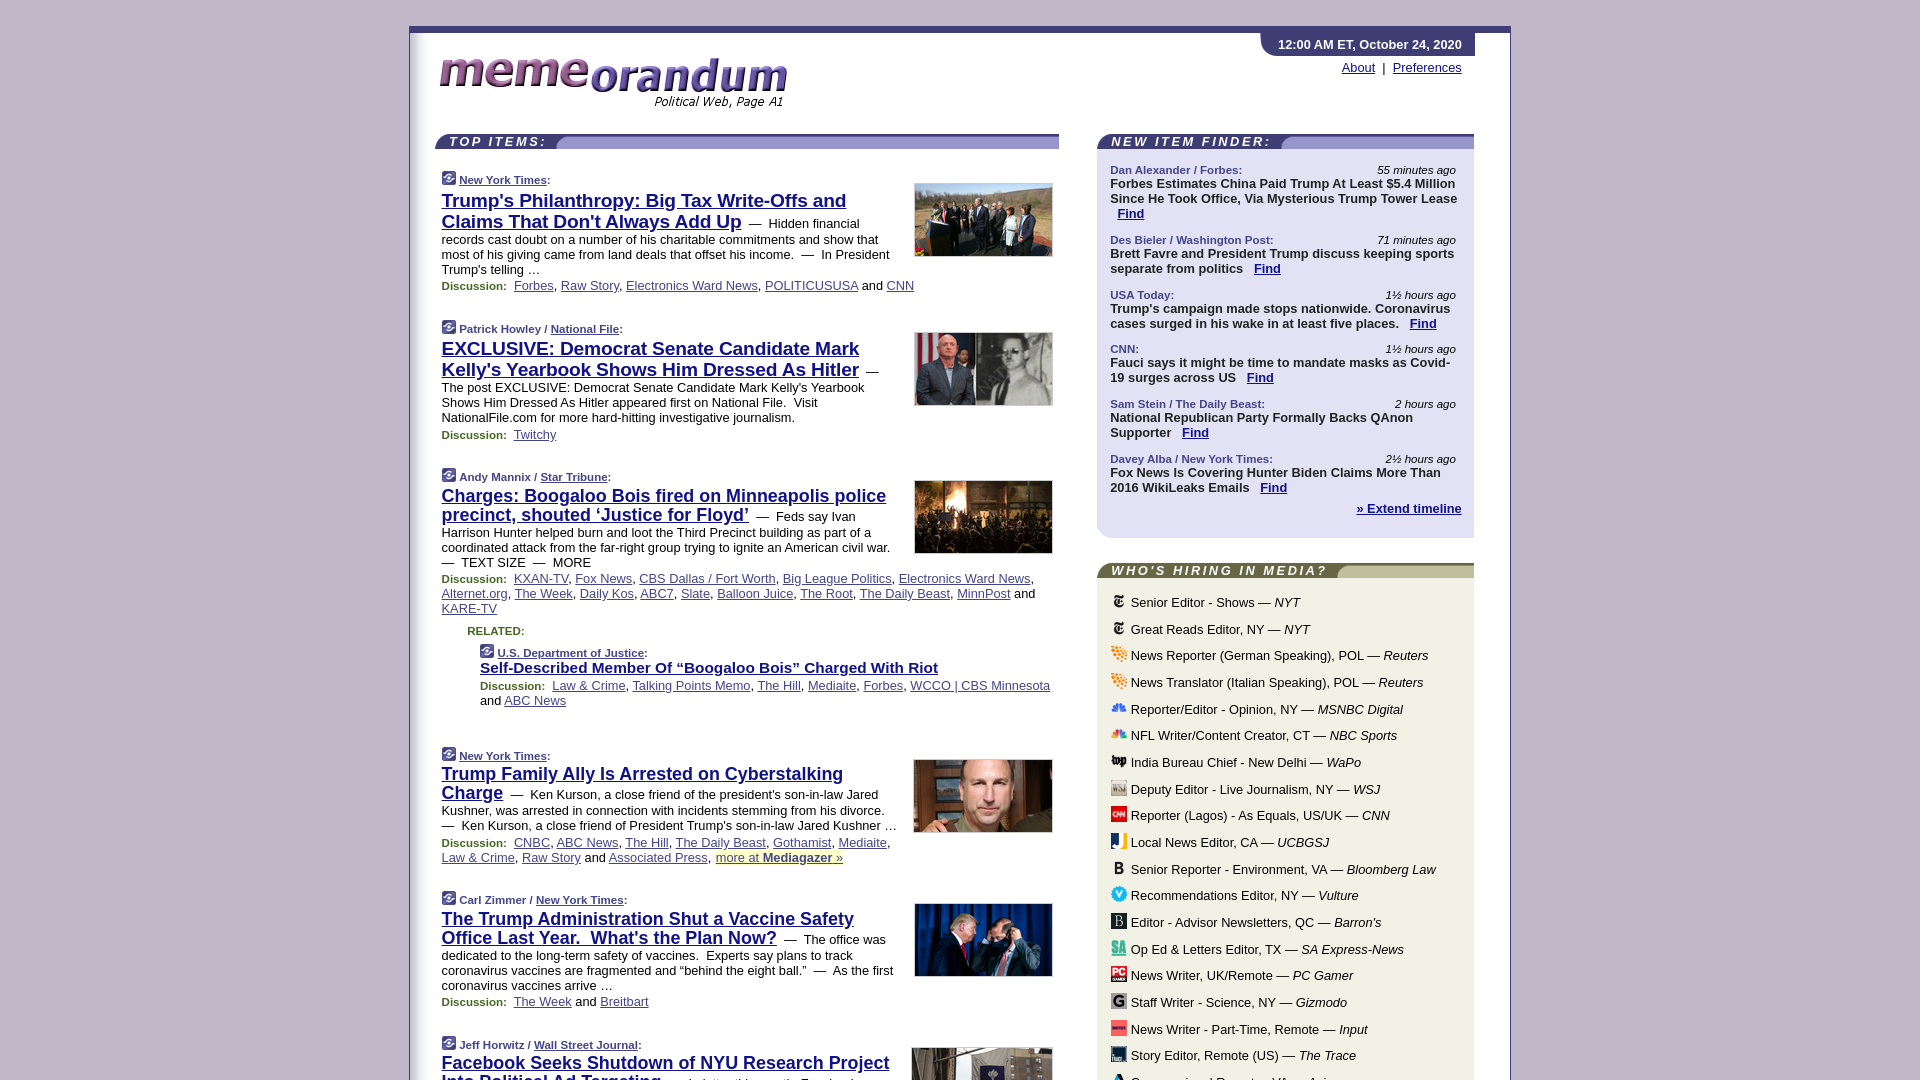 12:00 AM ET, October 24, 2020
memeorandum
About | Preferences
Political Web, Page A1
TOP ITEMS:
New York Times:
Trump's Philanthropy: Big Tax Write-Offs and
Claims That Don't Always Add Up — Hidden financial
records cast doubt on a number of his charitable commitments and show that
most of his giving came from land deals that offset his income. — In President
Trump's telling …
Discussion: Forbes, Raw Story, Electronics Ward News, POLITICUSUSA and CNN
Patrick Howley / National File:
EXCLUSIVE: Democrat Senate Candidate Mark
Kelly's Yearbook Shows Him Dressed As Hitler —
The post EXCLUSIVE: Democrat Senate Candidate Mark Kelly's Yearbook
Shows Him Dressed As Hitler appeared first on National File. Visit
NationalFile.com for more hard-hitting investigative journalism.
Discussion: Twitchy
Andy Mannix / Star Tribune:
Charges: Boogaloo Bois fired on Minneapolis police
precinct, shouted ‘Justice for Floyd’ — Feds say Ivan
Harrison Hunter helped burn and loot the Third Precinct building as part of a
coordinated attack from the far-right group trying to ignite an American civil war.
— TEXT SIZE — MORE
Discussion: KXAN-TV, Fox News, CBS Dallas / Fort Worth, Big League Politics, Electronics Ward News,
Alternet.org, The Week, Daily Kos, ABC7, Slate, Balloon Juice, The Root, The Daily Beast, MinnPost and
KARE-TV
RELATED:
U.S. Department of Justice:
Self-Described Member Of “Boogaloo Bois” Charged With Riot
Discussion: Law & Crime, Talking Points Memo, The Hill, Mediaite, Forbes, WCCO | CBS Minnesota
and ABC News
New York Times:
Trump Family Ally Is Arrested on Cyberstalking
Charge — Ken Kurson, a close friend of the president's son-in-law Jared
Kushner, was arrested in connection with incidents stemming from his divorce.
— Ken Kurson, a close friend of President Trump's son-in-law Jared Kushner …
Discussion: CNBC, ABC News, The Hill, The Daily Beast, Gothamist, Mediaite,
Law & Crime, Raw Story and Associated Press, more at Mediagazer »
Carl Zimmer / New York Times:
The Trump Administration Shut a Vaccine Safety
Office Last Year. What's the Plan Now? — The office was
dedicated to the long-term safety of vaccines. Experts say plans to track
coronavirus vaccines are fragmented and “behind the eight ball.” — As the first
coronavirus vaccines arrive …
Discussion: The Week and Breitbart
Jeff Horwitz / Wall Street Journal:
Facebook Seeks Shutdown of NYU Research Project
Into Political Ad Targeting
NEW ITEM FINDER:
Dan Alexander / Forbes: 55 minutes ago
Forbes Estimates China Paid Trump At Least $5.4 Million
Since He Took Office, Via Mysterious Trump Tower Lease
Find
Des Bieler / Washington Post: 71 minutes ago
Brett Favre and President Trump discuss keeping sports
separate from politics Find
USA Today: 1½ hours ago
Trump's campaign made stops nationwide. Coronavirus
cases surged in his wake in at least five places. Find
CNN: 1½ hours ago
Fauci says it might be time to mandate masks as Covid-
19 surges across US Find
Sam Stein / The Daily Beast: 2 hours ago
National Republican Party Formally Backs QAnon
Supporter Find
Davey Alba / New York Times: 2½ hours ago
Fox News Is Covering Hunter Biden Claims More Than
2016 WikiLeaks Emails Find
» Extend timeline
WHO'S HIRING IN MEDIA?
Senior Editor - Shows — NYT
Great Reads Editor, NY — NYT
News Reporter (German Speaking), POL — Reuters
News Translator (Italian Speaking), POL — Reuters
Reporter/Editor - Opinion, NY — MSNBC Digital
NFL Writer/Content Creator, CT — NBC Sports
India Bureau Chief - New Delhi — WaPo
Deputy Editor - Live Journalism, NY — WSJ
Reporter (Lagos) - As Equals, US/UK — CNN
Local News Editor, CA — UCBGSJ
Senior Reporter - Environment, VA — Bloomberg Law
Recommendations Editor, NY — Vulture
Editor - Advisor Newsletters, QC — Barron's
Op Ed & Letters Editor, TX — SA Express-News
News Writer, UK/Remote — PC Gamer
Staff Writer - Science, NY — Gizmodo
News Writer - Part-Time, Remote — Input
Story Editor, Remote (US) — The Trace